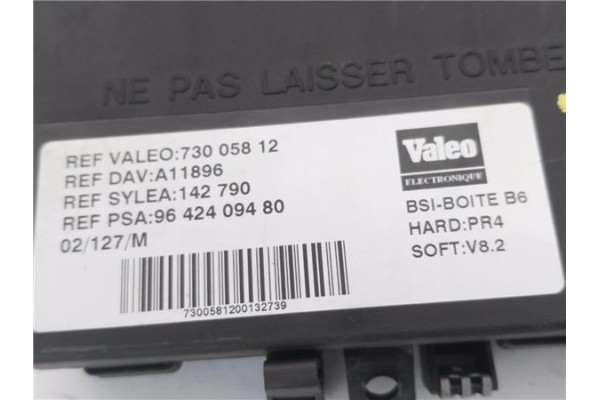 NE PAS LAISSER TOMBE
REF VALEO:730 058 12
REF DAV:A11896
REF SYLEA:142 790
REF PSA:96 424 094 80
02/127/M
7300581200132739
Valeo
ELECTRONIQUE
BSI-BOITE B6
HARD:PR4
SOFT:V8.2